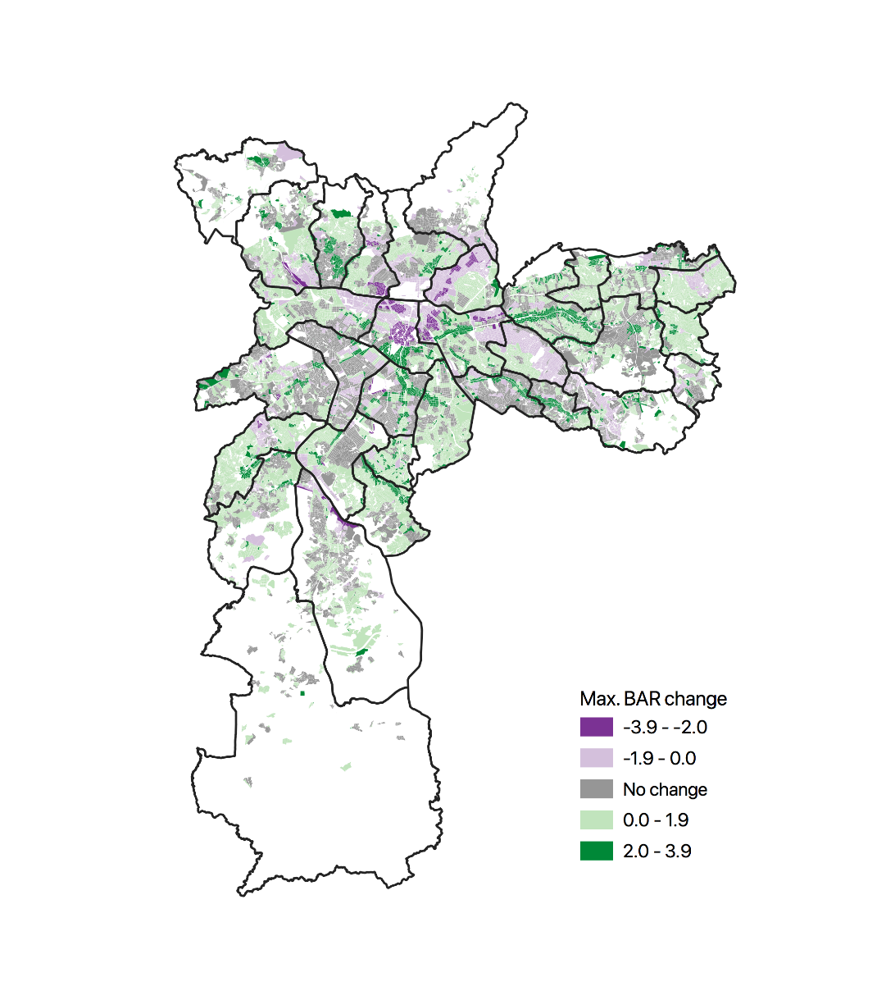 Max. BAR change
-3.9 - -2.0
-1.9 - 0.0
No change
0.0 - 1.9
2.0 - 3.9